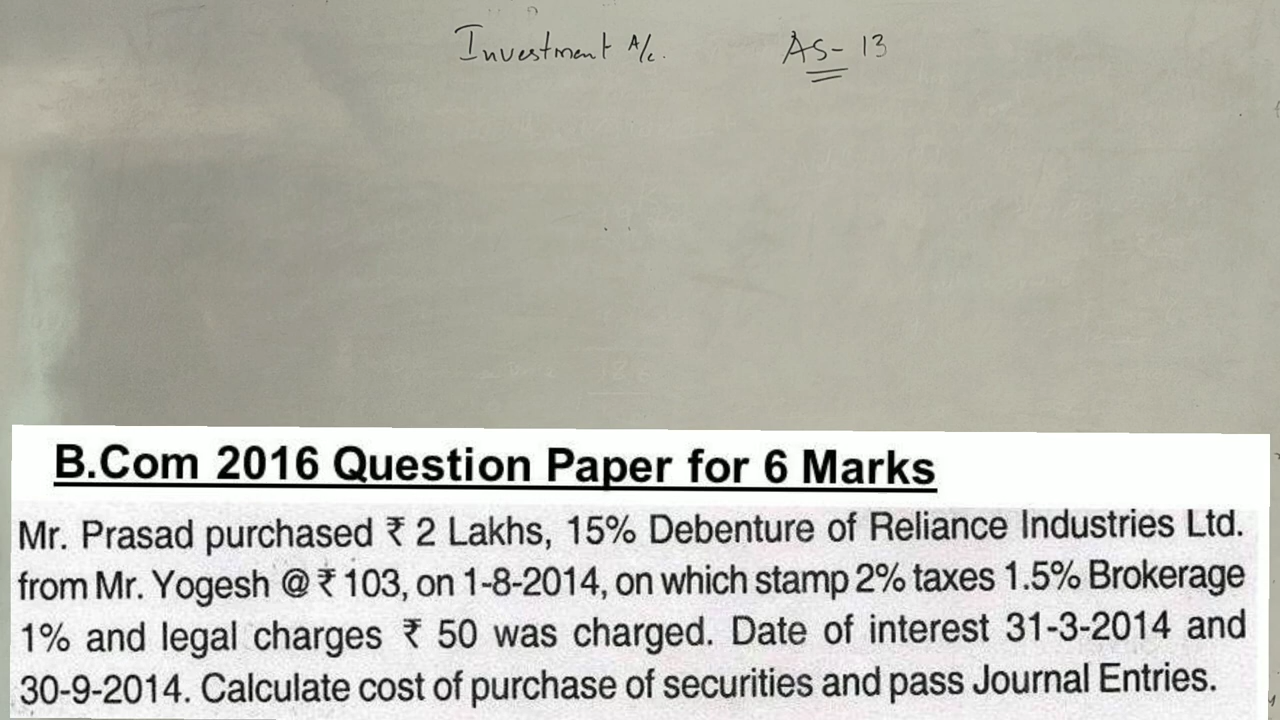 Investment A/c. AS- 13
B.Com 2016 Question Paper for 6 Marks
Mr. Prasad purchased ₹ 2 Lakhs, 15% Debenture of Reliance Industries Ltd.
from Mr. Yogesh @ ₹ 103, on 1-8-2014, on which stamp 2% taxes 1.5% Brokerage
1% and legal charges ₹ 50 was charged. Date of interest 31-3-2014 and
30-9-2014. Calculate cost of purchase of securities and pass Journal Entries.